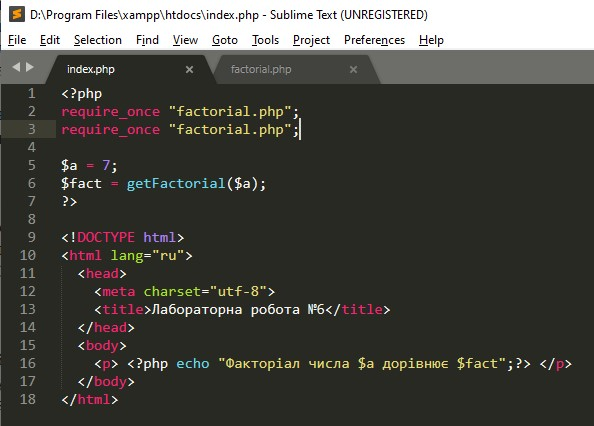 D:\Program Files\xampp\htdocs\index.php - Sublime Text (UNREGISTERED)
File Edit Selection Find View Goto Tools Project Preferences Help
index.php × factorial.php ×
1 <?php
2 require_once "factorial.php";
3 require_once "factorial.php";
4
5 $a = 7;
6 $fact = getFactorial($a);
7 ?>
8
9 <!DOCTYPE html>
10 <html lang="ru">
11 <head>
12 <meta charset="utf-8">
13 <title>Лабораторна робота №6</title>
14 </head>
15 <body>
16 <p> <?php echo "Факторіал числа $a дорівнює $fact";?> </p>
17 </body>
18 </html>